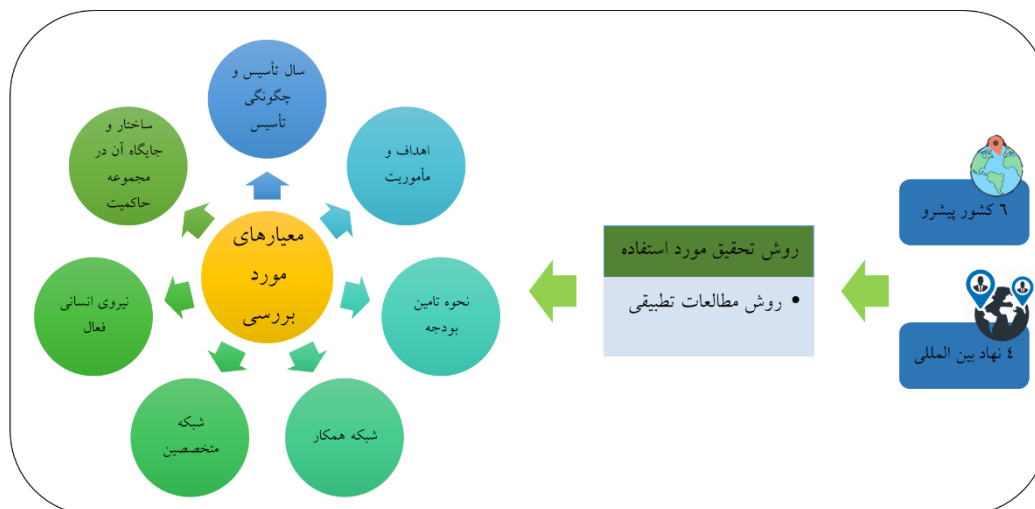 ۶ کشور پیشرو
۴ نهاد بین المللی
روش تحقیق مورد استفاده
• روش مطالعات تطبیقی
معیارهای
مورد
بررسی
سال تأسیس و
چگونگی
تأسیس
اهداف و
مأموریت
نحوه تامین
بودجه
شبکه همکار
شبکه
متخصصین
نیروی انسانی
فعال
ساختار و
جایگاه آن در
مجموعه
حاکمیت